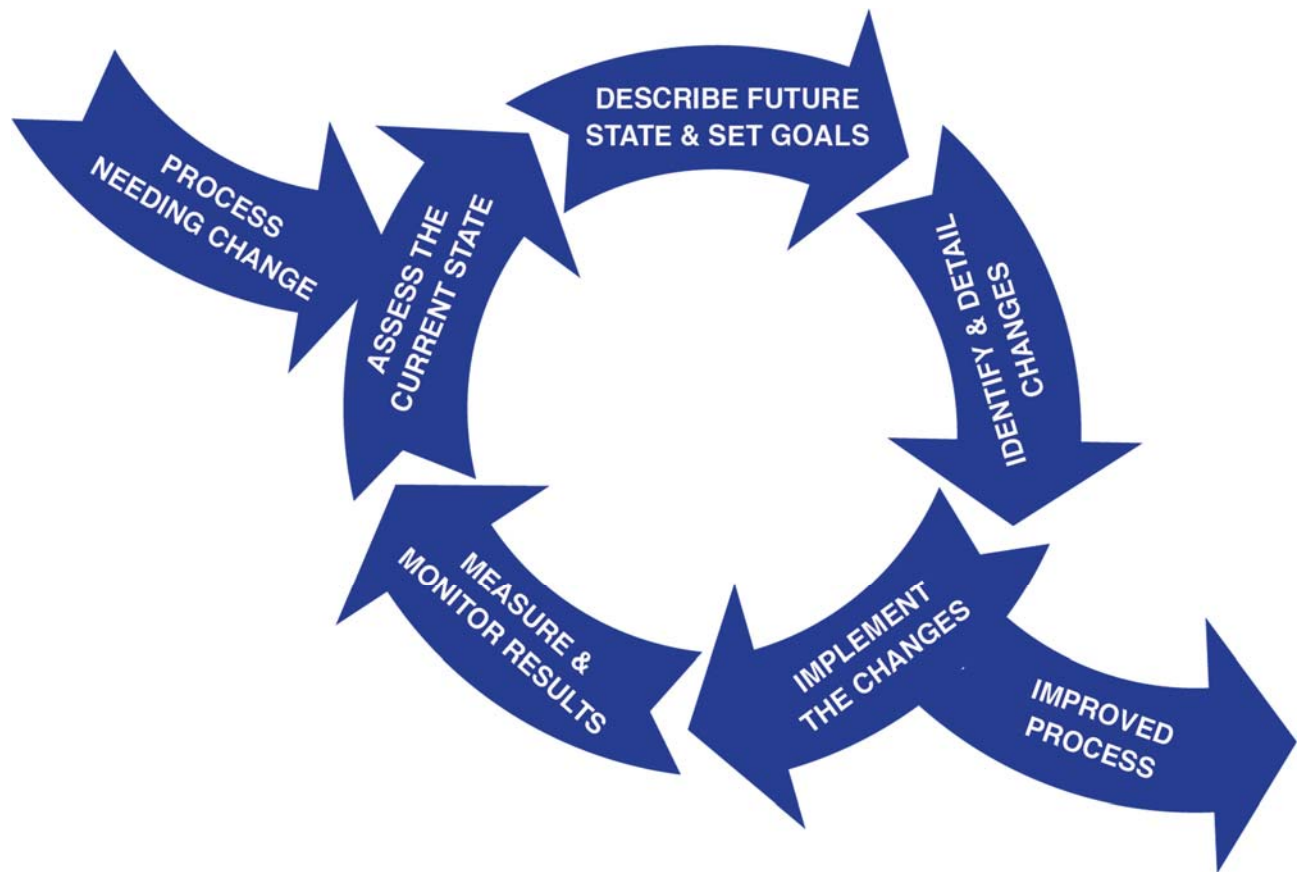 PROCESS
NEEDING CHANGE
ASSESS THE
CURRENT STATE
DESCRIBE FUTURE
STATE & SET GOALS
IDENTIFY & DETAIL
CHANGES
IMPLEMENT
THE CHANGES
IMPROVED
PROCESS
MEASURE &
MONITOR RESULTS